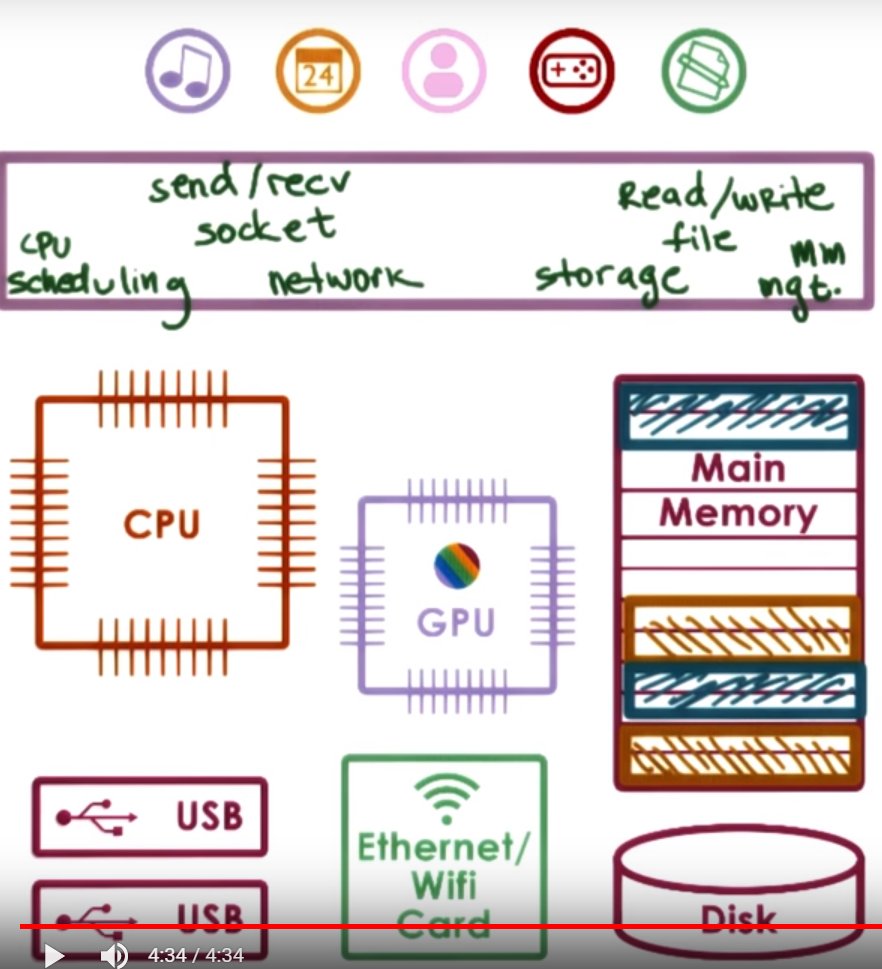 24
send/recv
socket
Read/write
file
CPU
scheduling
network
storage
Mm
mgt.
CPU
GPU
Main
Memory
USB
USB
Ethernet/
Wifi
Card
Disk
4:34 / 4:34